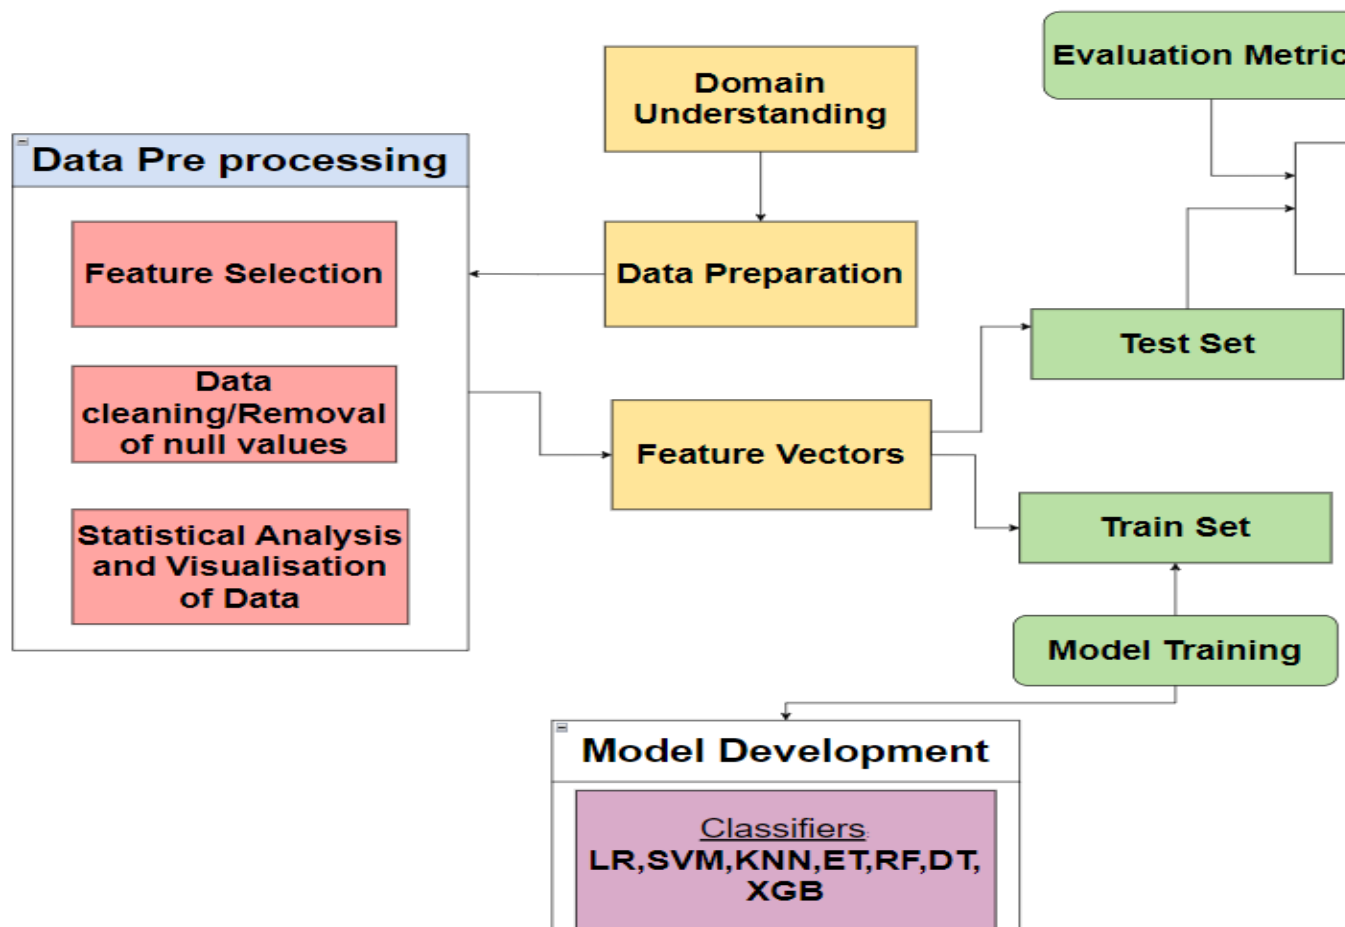 Evaluation Metric
Domain
Understanding
Data Pre processing
Feature Selection
Data Preparation
Test Set
Data
cleaning/Removal
of null values
Feature Vectors
Train Set
Statistical Analysis
and Visualisation
of Data
Model Training
Model Development
Classifiers:
LR,SVM,KNN,ET,RF,DT,
XGB